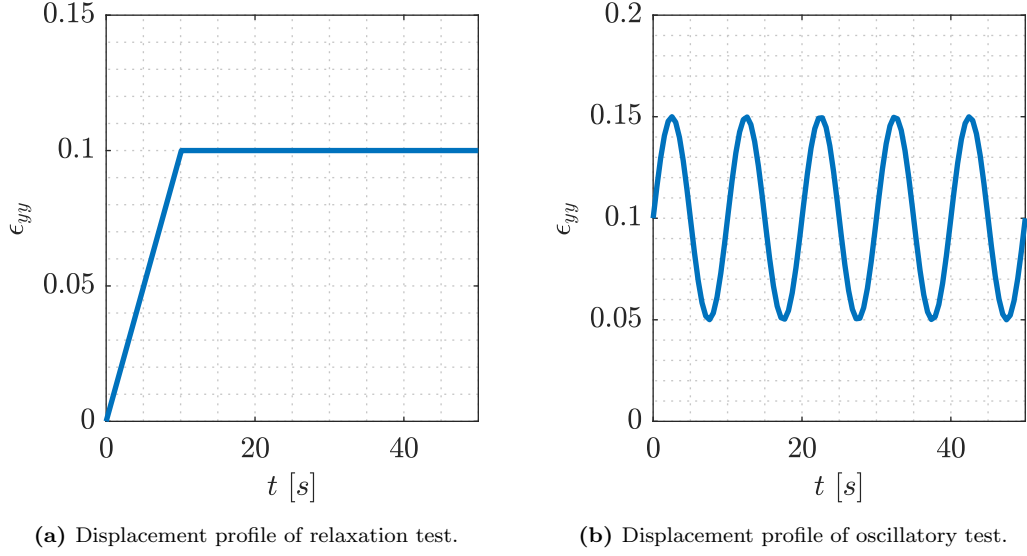 0.15
0.1
0.05
0
ϵyy
0 20 40
t [s]
(a) Displacement profile of relaxation test.
0.2
0.15
0.1
0.05
0
ϵyy
0 20 40
t [s]
(b) Displacement profile of oscillatory test.